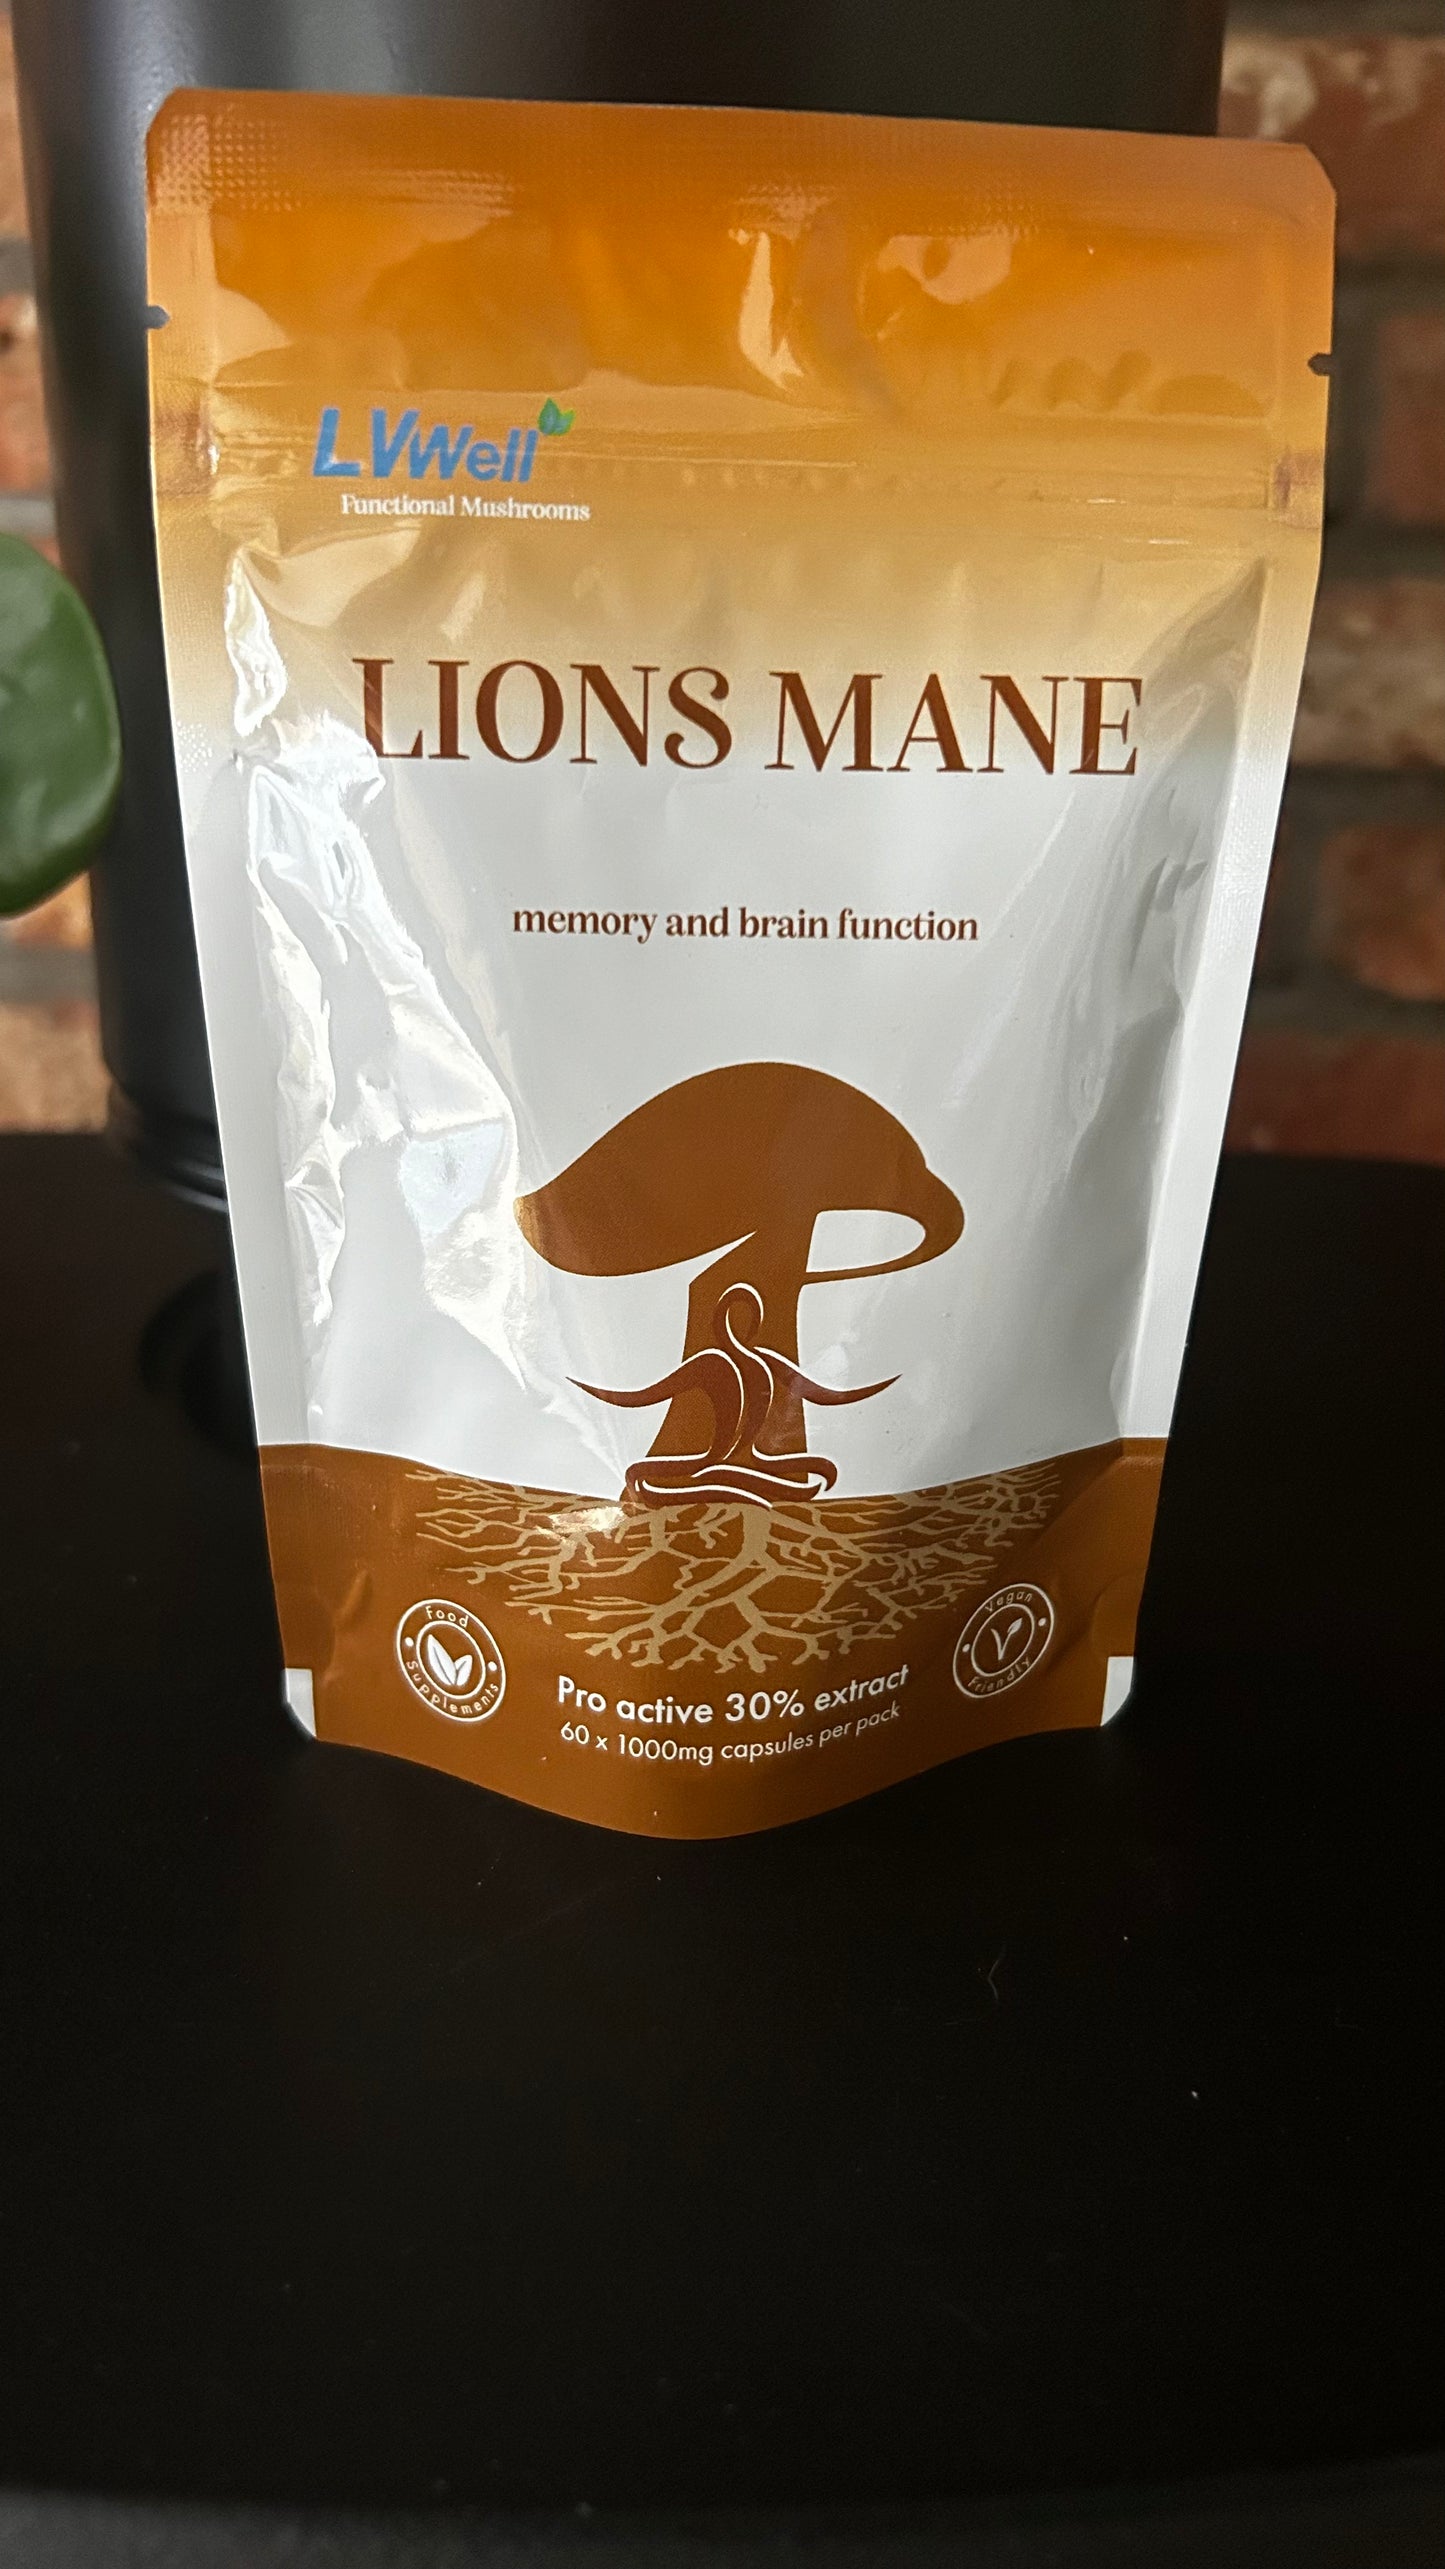 LVWell
Functional Mushrooms
LIONS MANE
memory and brain function
Food
Supplements
Vegan
Friendly
Pro active 30% extract
60 x 1000mg capsules per pack